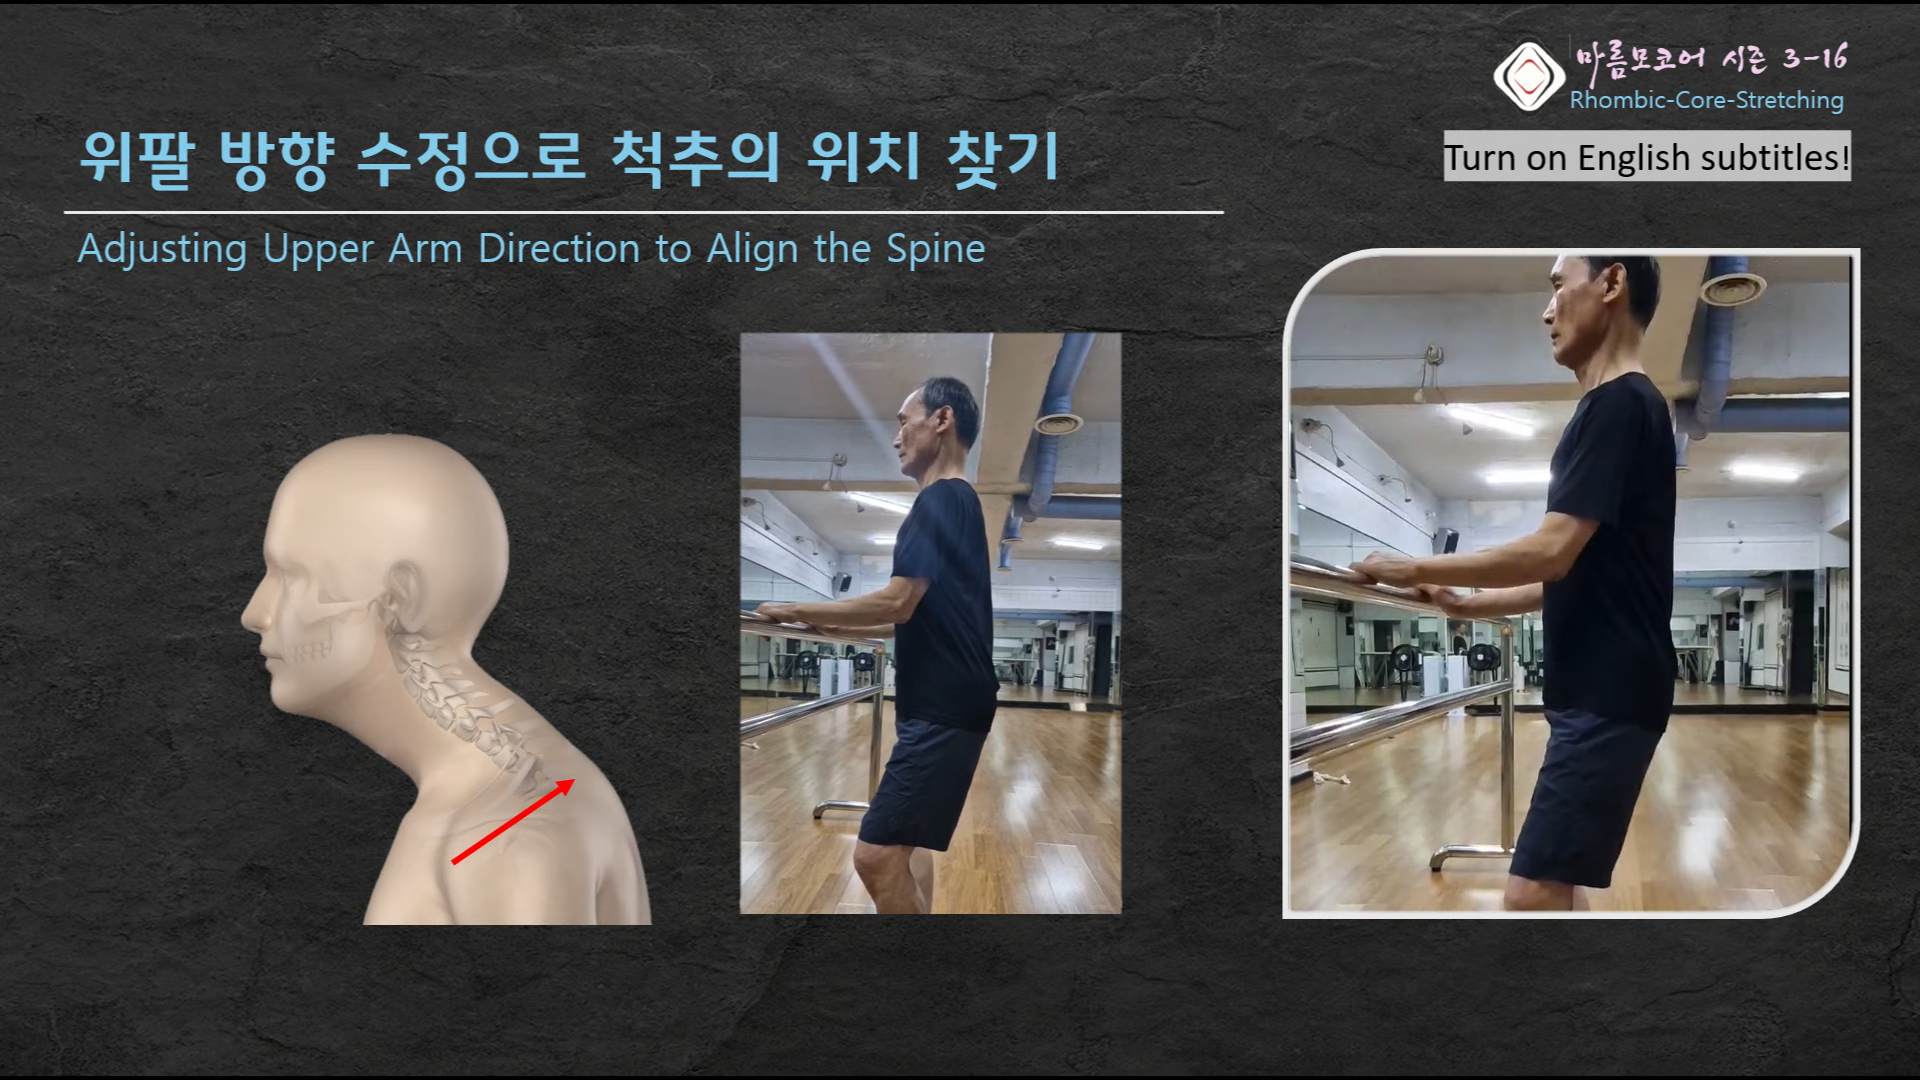 마름모코어 시즌 3-16
Rhombic-Core-Stretching
Turn on English subtitles!
위팔 방향 수정으로 척추의 위치 찾기
Adjusting Upper Arm Direction to Align the Spine